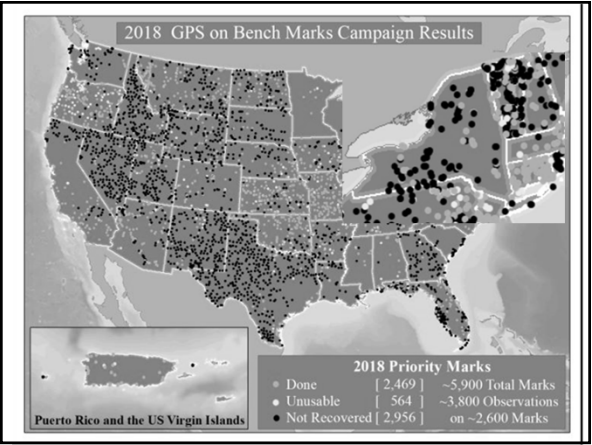 2018 GPS on Bench Marks Campaign Results
2018 Priority Marks
Done [ 2,469 ] ~5,900 Total Marks
Unusable [ 564 ] ~3,800 Observations
Not Recovered [ 2,956 ] on ~2,600 Marks
Puerto Rico and the US Virgin Islands